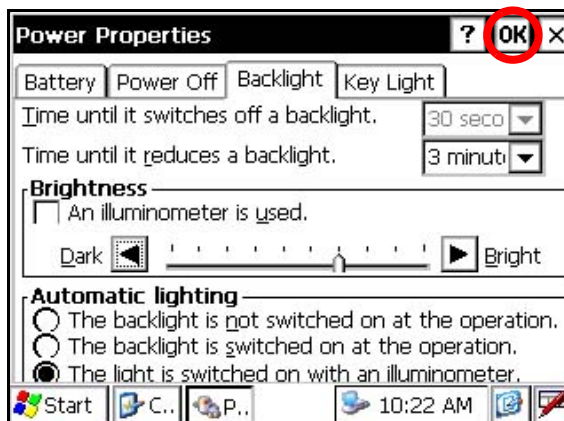 Power Properties ? OK ×
Battery Power Off Backlight Key Light
Time until it switches off a backlight. 30 seco
Time until it reduces a backlight. 3 minut
Brightness
An illuminometer is used.
Dark Bright
Automatic lighting
The backlight is not switched on at the operation.
The backlight is switched on at the operation.
The light is switched on with an illuminometer.
Start C.. P.. 10:22 AM